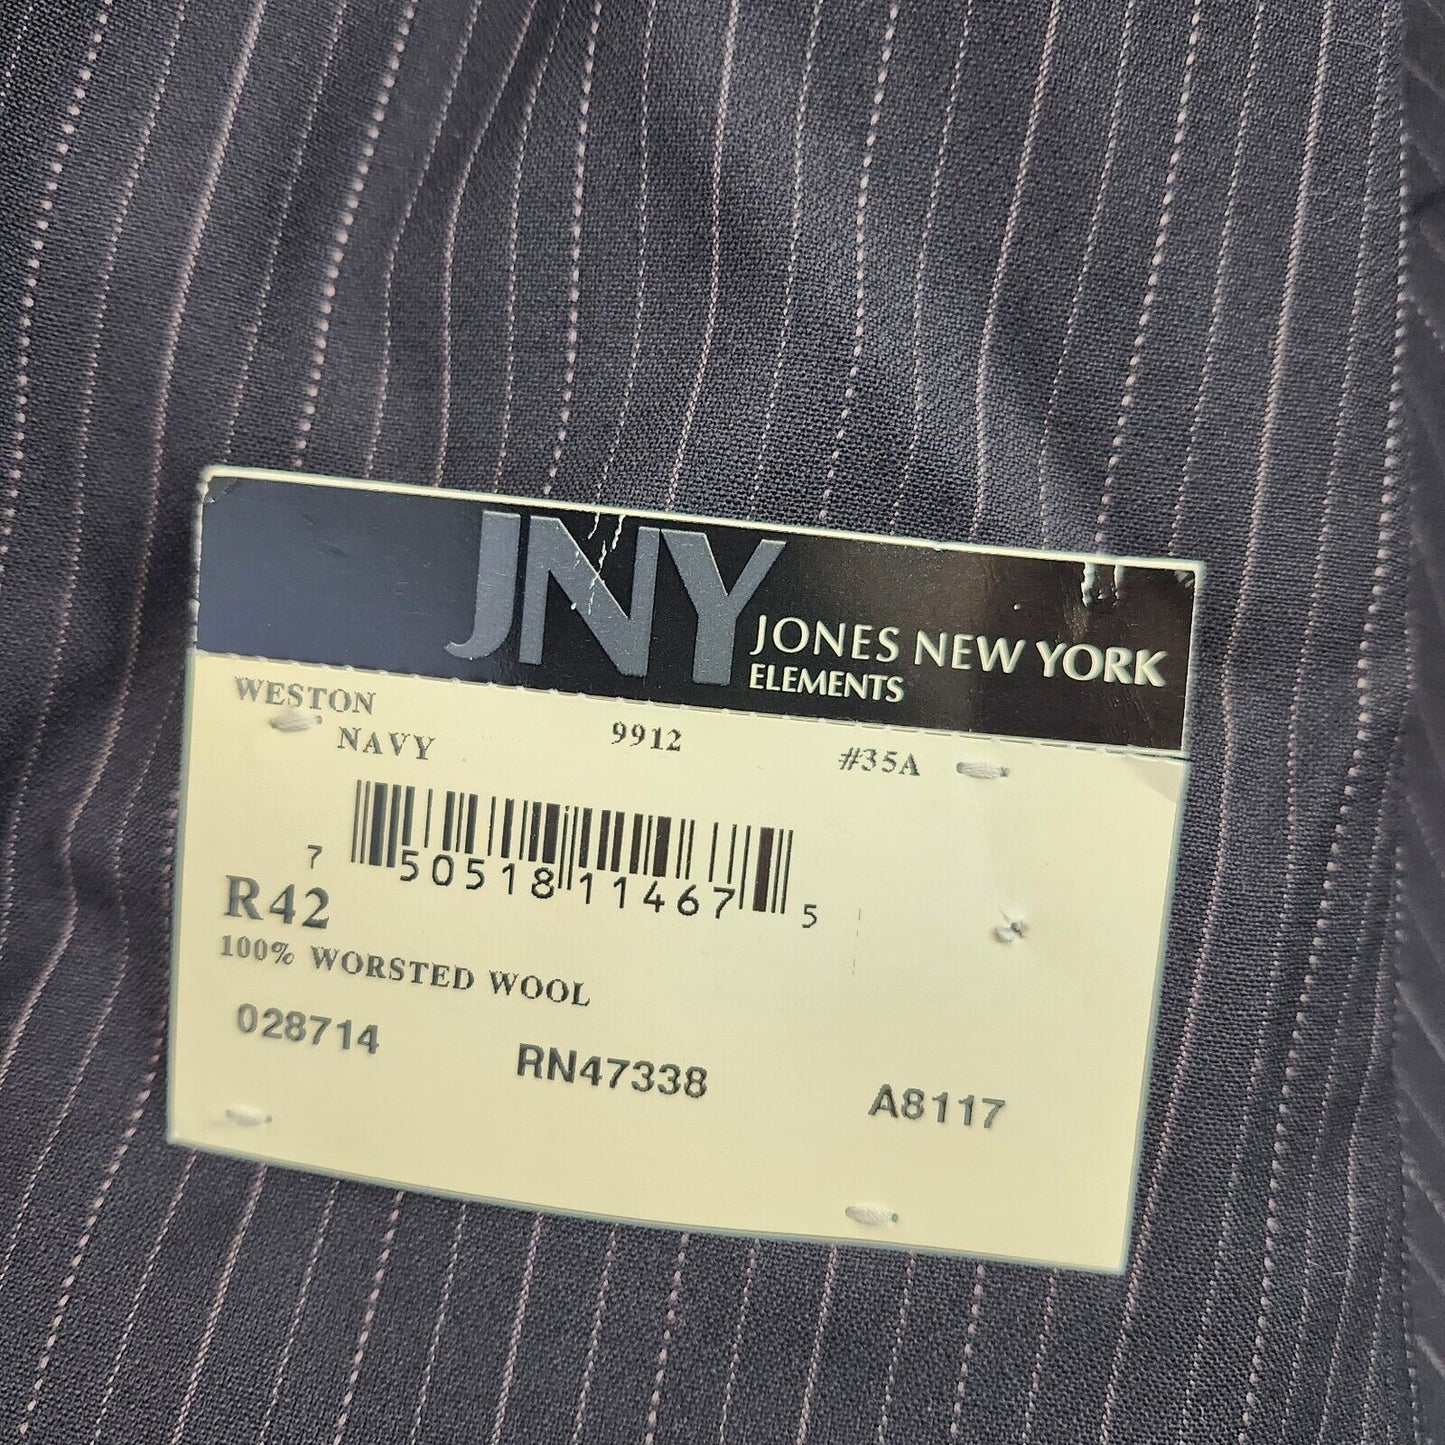 JNY JONES NEW YORK
ELEMENTS
WESTON
NAVY 9912 #35A
7 50518 11467 5
R42
100% WORSTED WOOL
028714 RN47338 A8117